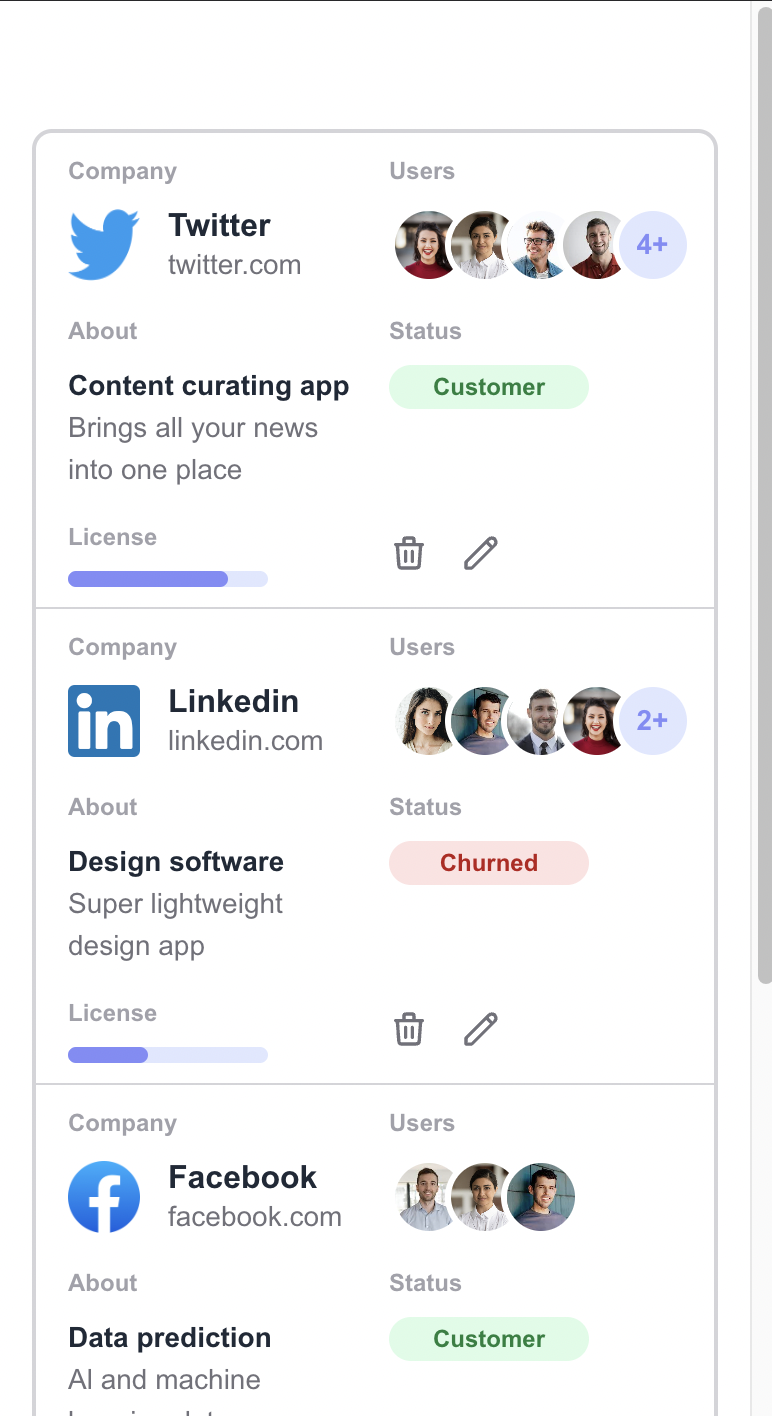 Company
Users
Twitter
twitter.com
4+
About
Status
Content curating app
Customer
Brings all your news
into one place
License
Company
Users
in
Linkedin
linkedin.com
2+
About
Status
Design software
Churned
Super lightweight
design app
License
Company
Users
f
Facebook
facebook.com
About
Status
Data prediction
Customer
AI and machine